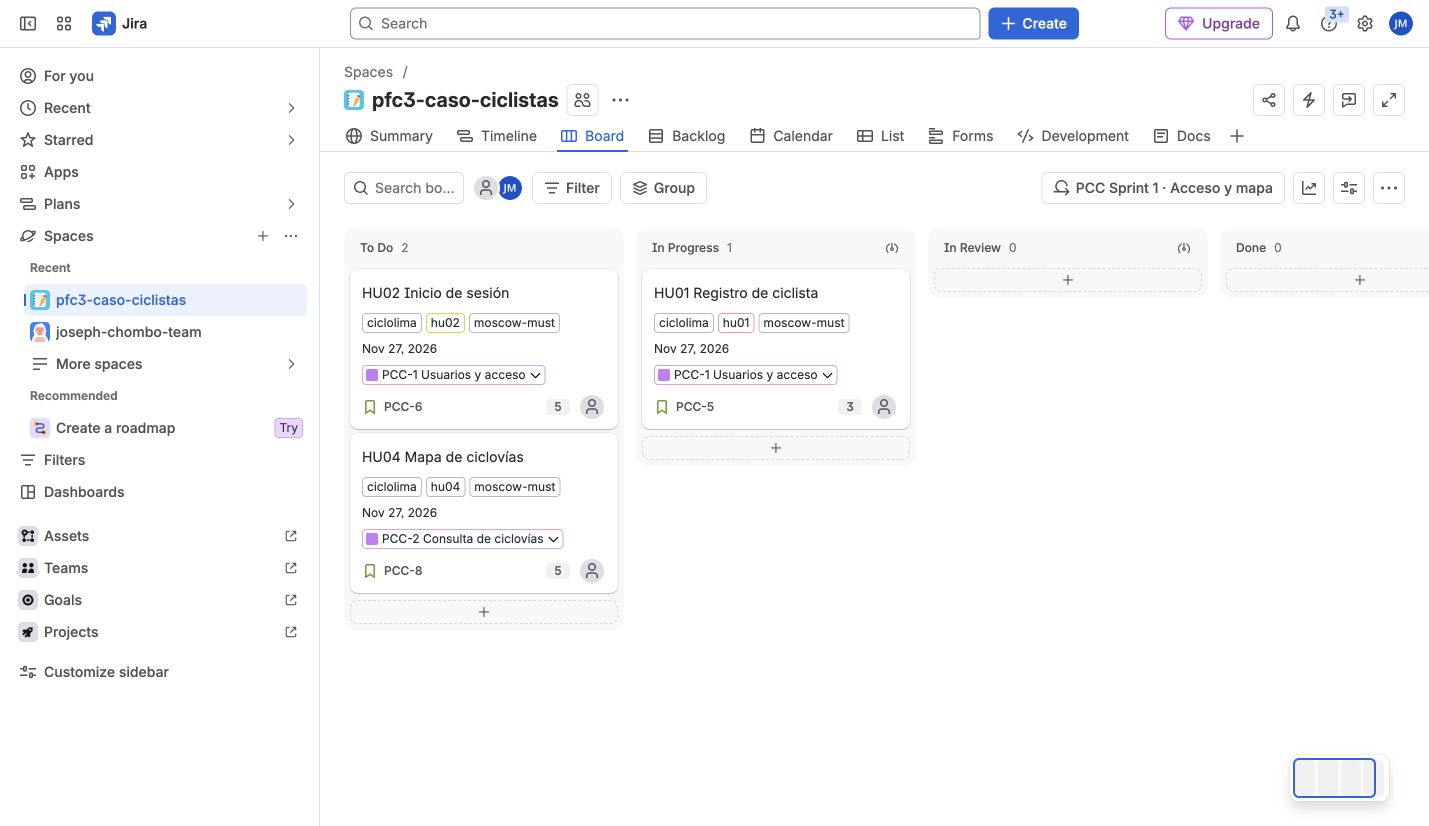 Jira
Search
Create
Upgrade
3+
JM
For you
Recent
Starred
Apps
Plans
Spaces
Recent
pfc3-caso-ciclistas
joseph-chombo-team
More spaces
Recommended
Create a roadmap
Try
Filters
Dashboards
Assets
Teams
Goals
Projects
Customize sidebar
Spaces /
pfc3-caso-ciclistas
Summary
Timeline
Board
Backlog
Calendar
List
Forms
Development
Docs
Search bo...
JM
Filter
Group
PCC Sprint 1 · Acceso y mapa
To Do 2
HU02 Inicio de sesión
ciclolima hu02 moscow-must
Nov 27, 2026
PCC-1 Usuarios y acceso
PCC-6 5
HU04 Mapa de ciclovías
ciclolima hu04 moscow-must
Nov 27, 2026
PCC-2 Consulta de ciclovías
PCC-8 5
In Progress 1
HU01 Registro de ciclista
ciclolima hu01 moscow-must
Nov 27, 2026
PCC-1 Usuarios y acceso
PCC-5 3
In Review 0
Done 0